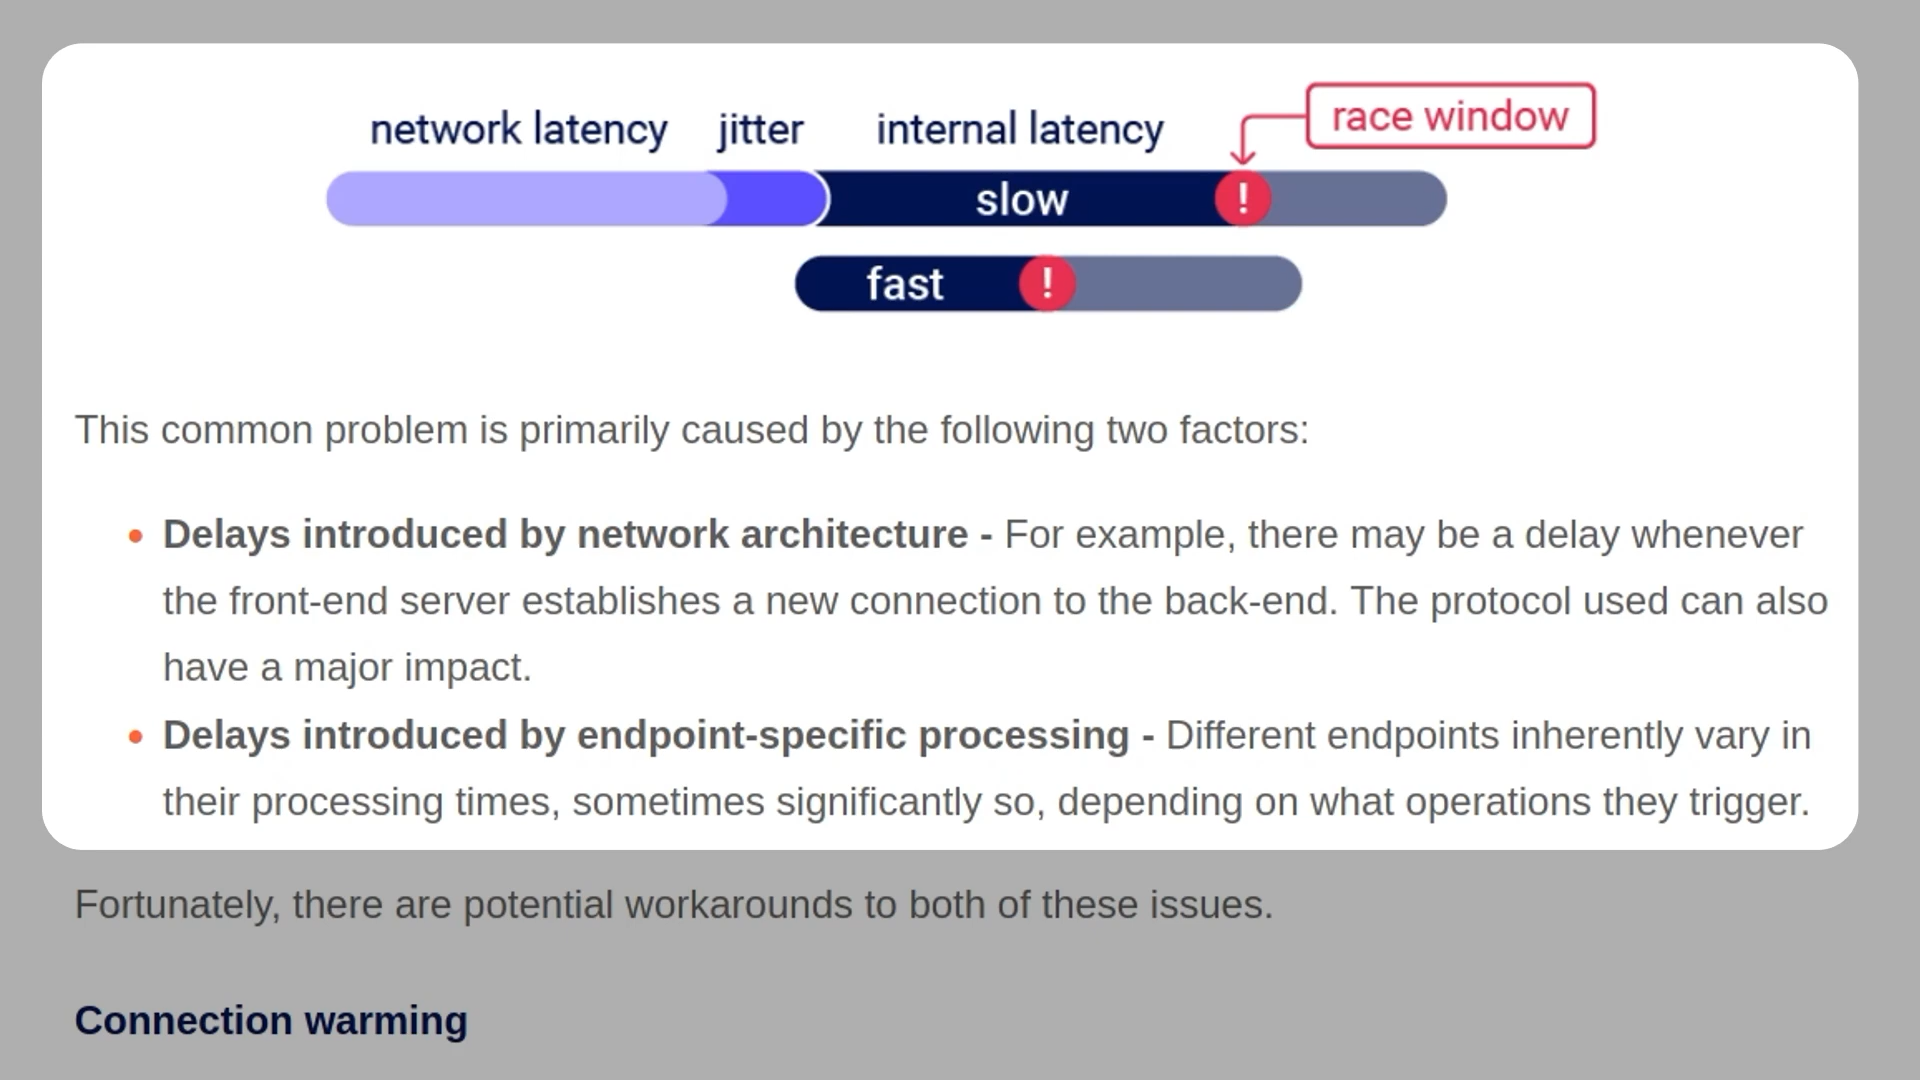 network latency jitter internal latency race window
slow !
fast !
This common problem is primarily caused by the following two factors:
• Delays introduced by network architecture - For example, there may be a delay whenever
the front-end server establishes a new connection to the back-end. The protocol used can also
have a major impact.
• Delays introduced by endpoint-specific processing - Different endpoints inherently vary in
their processing times, sometimes significantly so, depending on what operations they trigger.
Fortunately, there are potential workarounds to both of these issues.
Connection warming